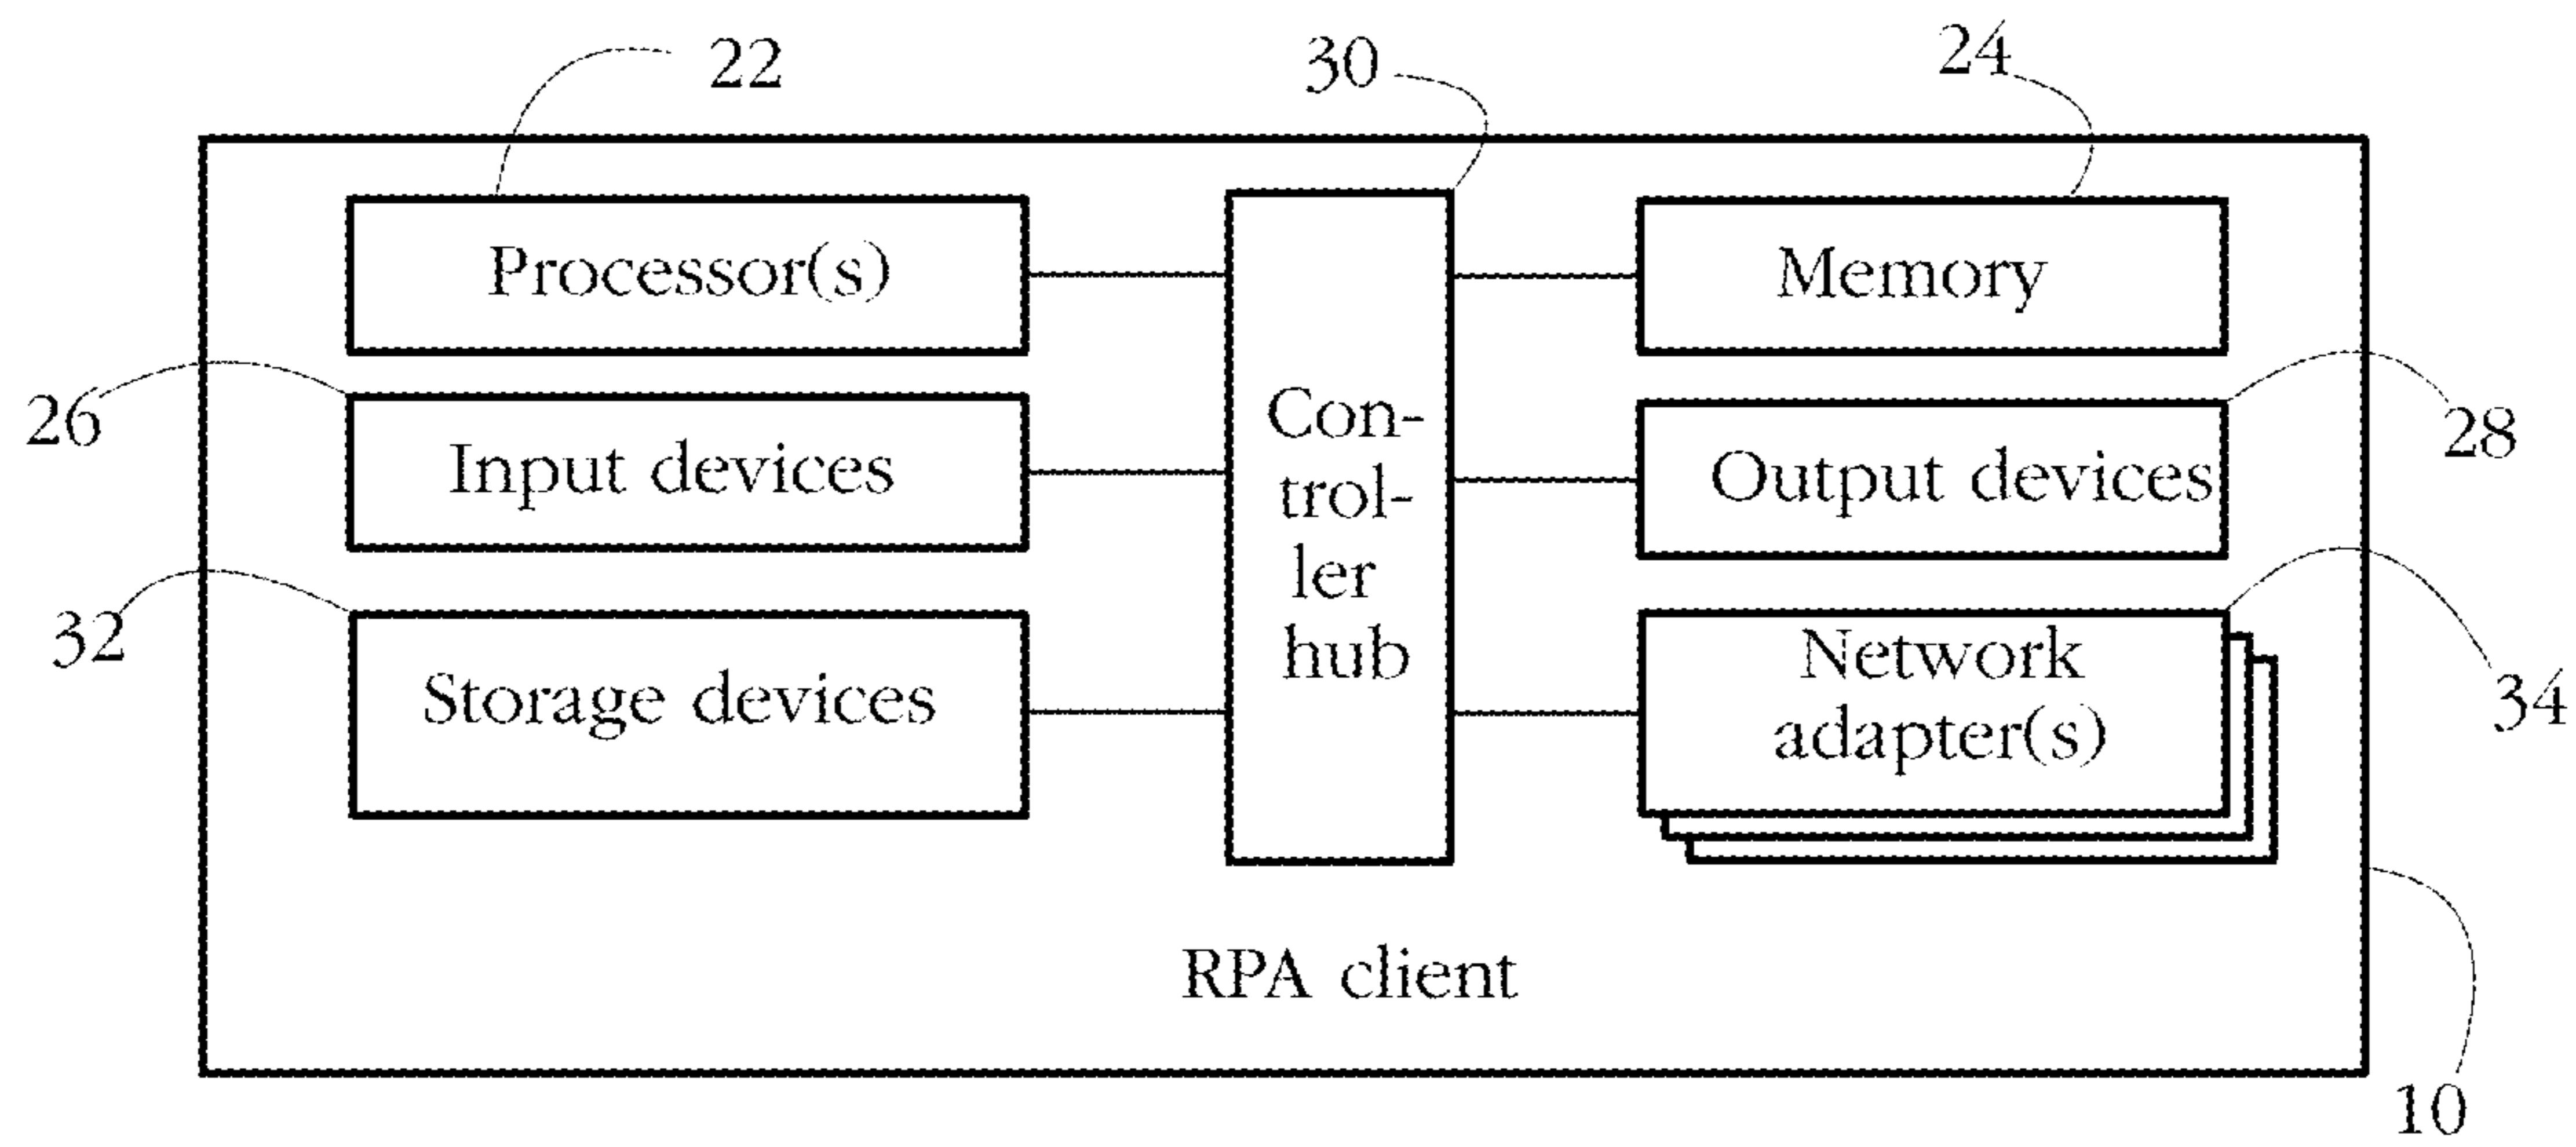 22
30
24
Processor(s)
Memory
26
Input devices
Con-
trol-
ler
hub
Output devices
28
32
Storage devices
Network
adapter(s)
34
RPA client
10